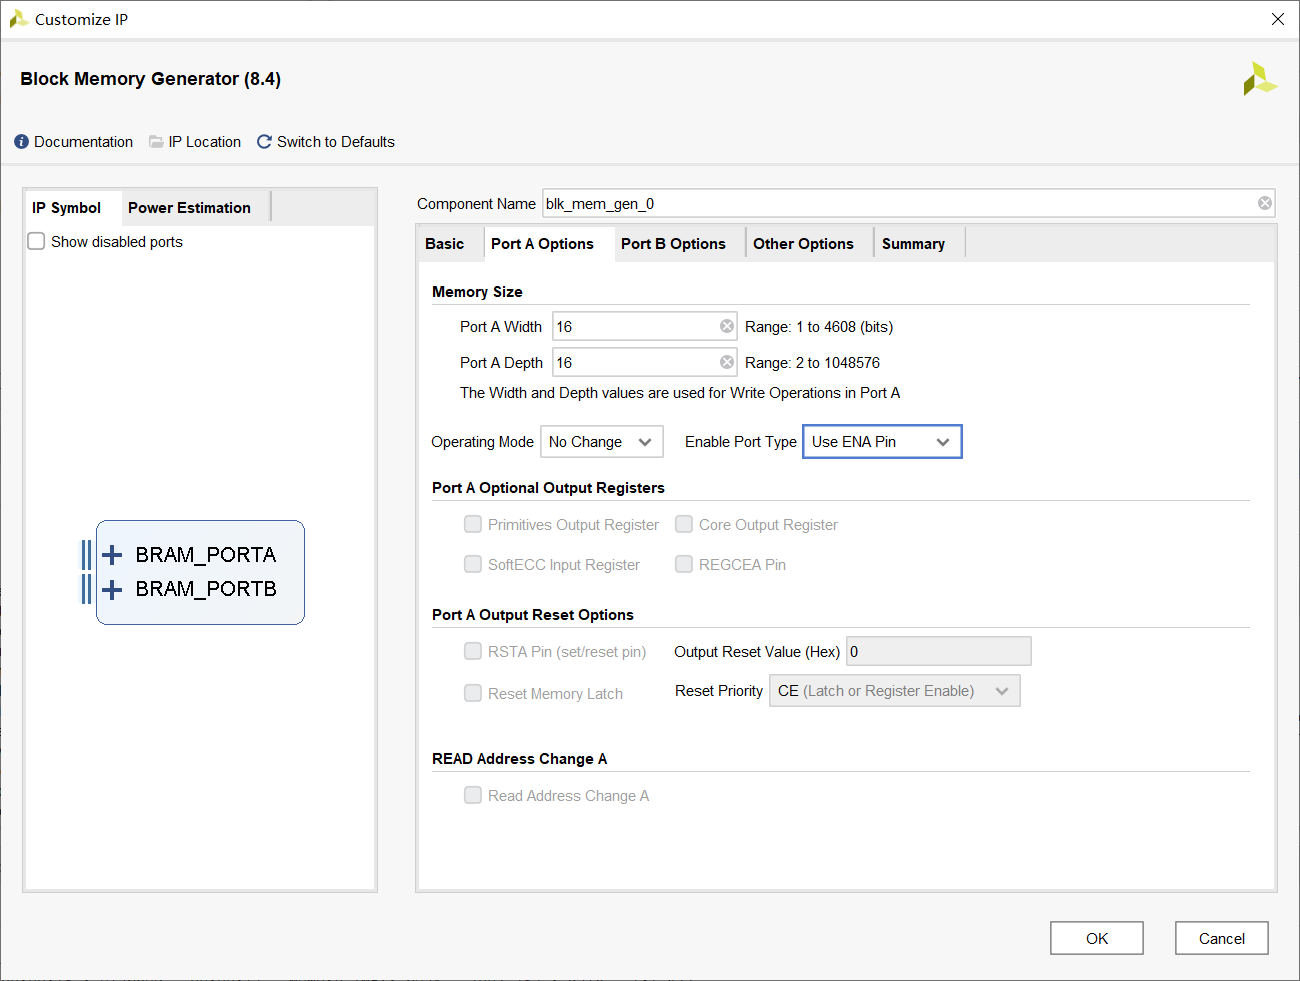 Customize IP
Block Memory Generator (8.4)
Documentation IP Location Switch to Defaults
IP Symbol Power Estimation
Show disabled ports
BRAM_PORTA
BRAM_PORTB
Component Name blk_mem_gen_0
Basic Port A Options Port B Options Other Options Summary
Memory Size
Port A Width 16 Range: 1 to 4608 (bits)
Port A Depth 16 Range: 2 to 1048576
The Width and Depth values are used for Write Operations in Port A
Operating Mode No Change Enable Port Type Use ENA Pin
Port A Optional Output Registers
Primitives Output Register Core Output Register
SoftECC Input Register REGCEA Pin
Port A Output Reset Options
RSTA Pin (set/reset pin) Output Reset Value (Hex) 0
Reset Memory Latch Reset Priority CE (Latch or Register Enable)
READ Address Change A
Read Address Change A
OK Cancel